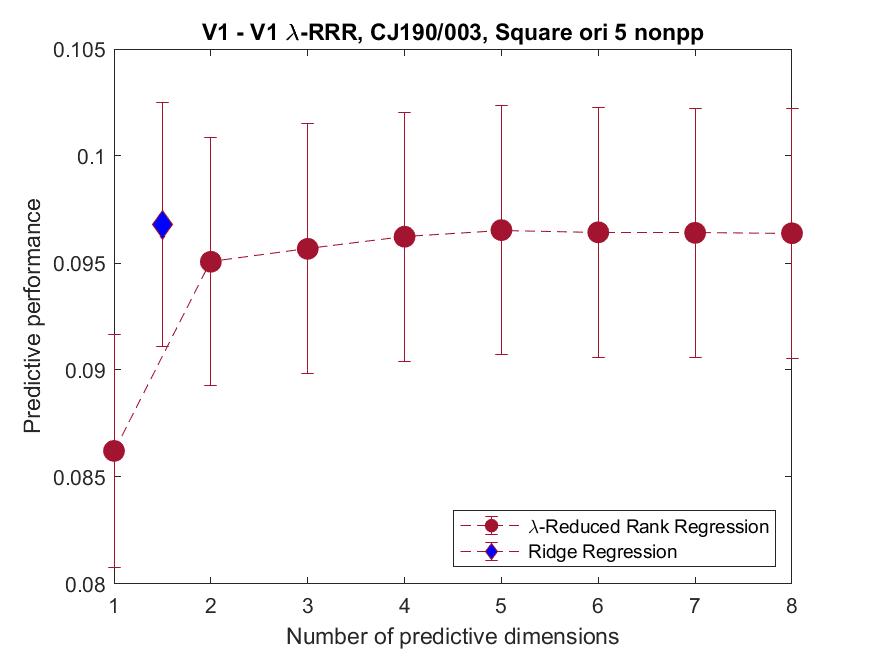 V1 - V1 λ-RRR, CJ190/003, Square ori 5 nonpp
0.105
0.1
0.095
0.09
0.085
0.08
Predictive performance
1 2 3 4 5 6 7 8
Number of predictive dimensions
λ-Reduced Rank Regression
Ridge Regression